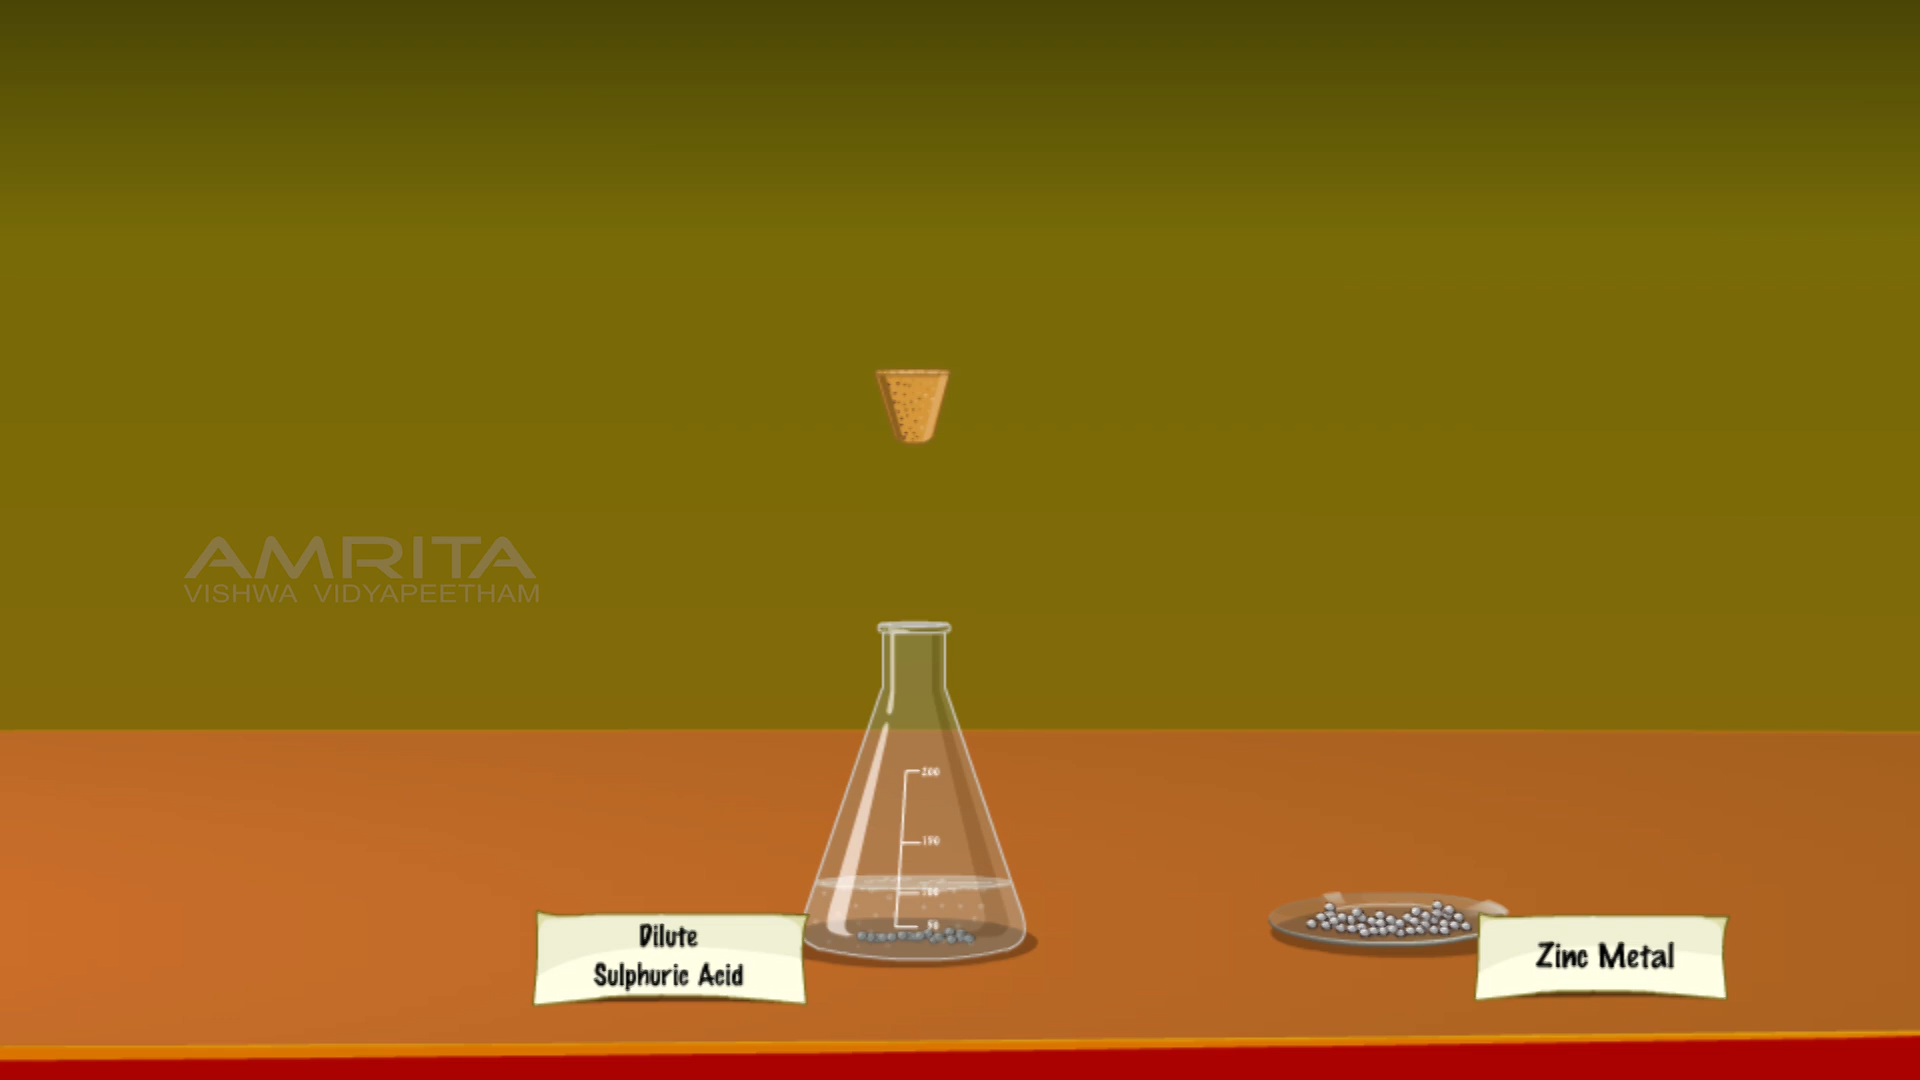 AMRITA
VISHWA VIDYAPEETHAM
200
150
100
50
Dilute
Sulphuric Acid
Zinc Metal